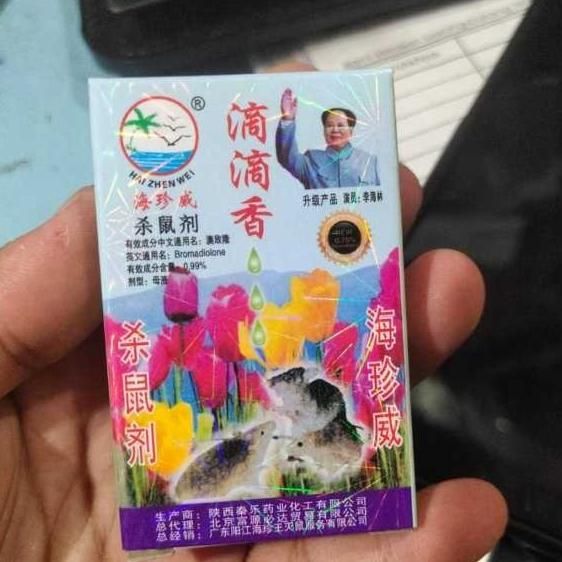 ®
HAI ZHEN WEI
海珍威
杀鼠剂
滴滴香
升级产品 演员:李海林
有效成分中文通用名:溴敌隆
英文通用名:Bromadiolone
有效成分含量:0.99%
剂型:母液
杀鼠剂
海珍威
生产商:陕西秦乐药业化工有限公司
总代理:北京富源必达贸易有限公司
总经销:广东阳江海珍王灭鼠服务有限公司